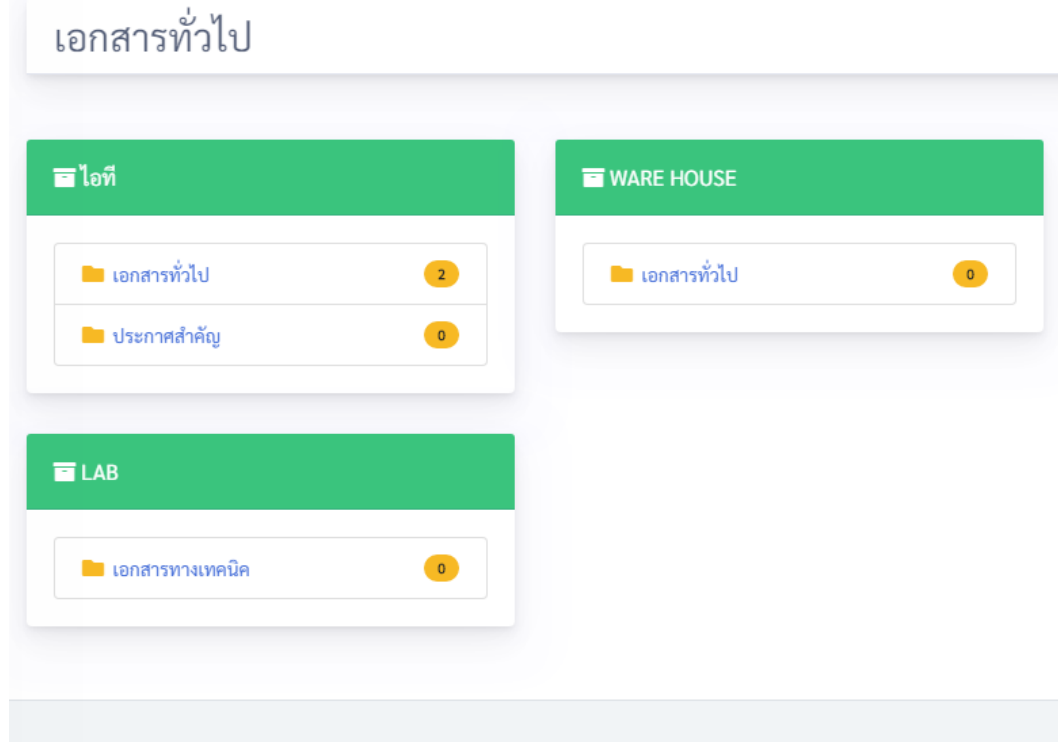 เอกสารทั่วไป
ไอที
เอกสารทั่วไป 2
ประกาศสำคัญ 0
WARE HOUSE
เอกสารทั่วไป 0
LAB
เอกสารทางเทคนิค 0